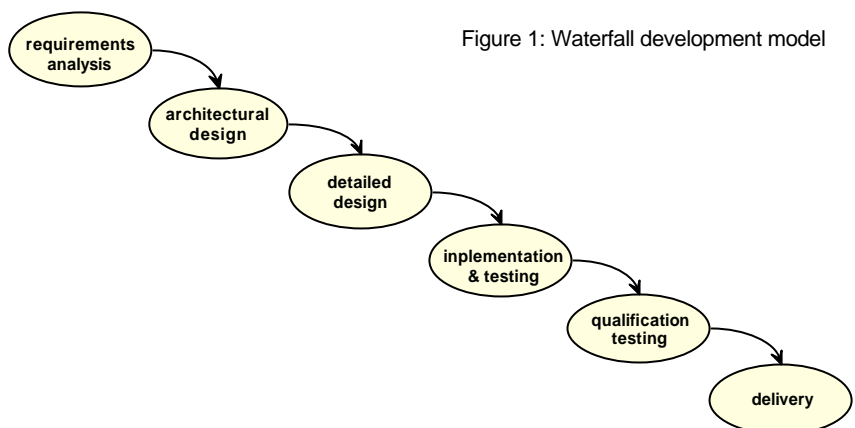 Figure 1: Waterfall development model
requirements
analysis
architectural
design
detailed
design
inplementation
& testing
qualification
testing
delivery